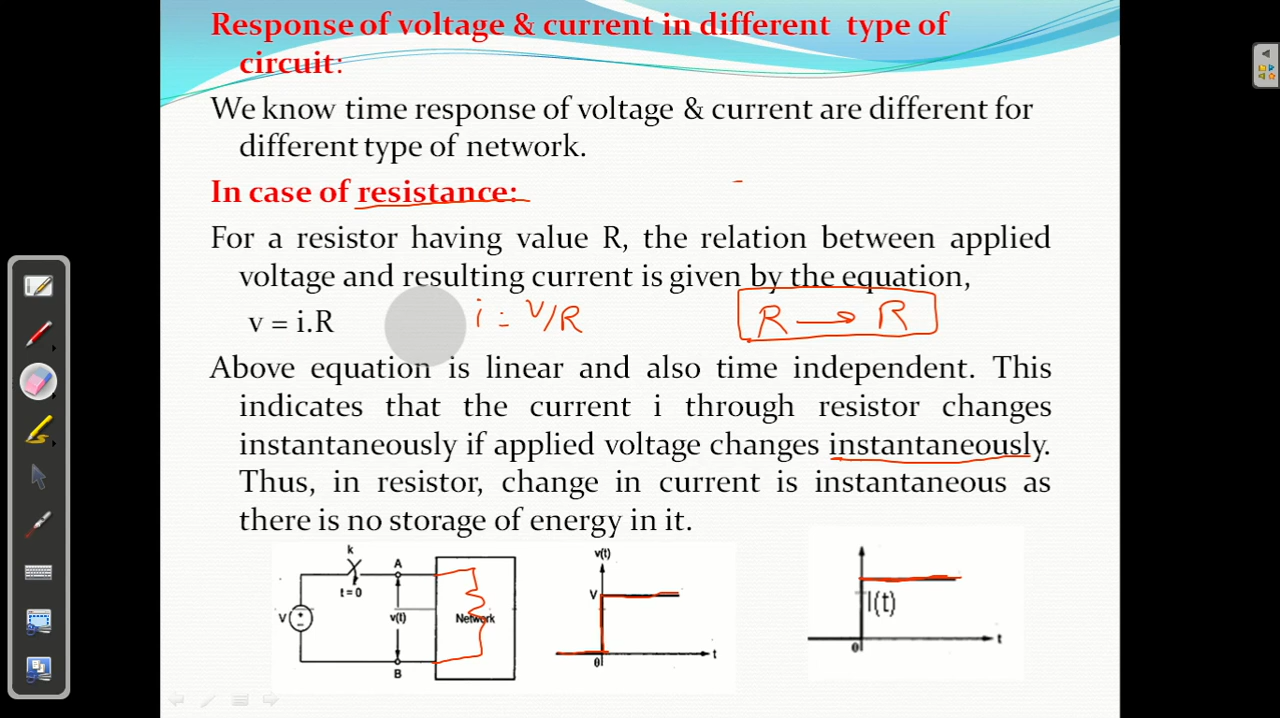 Response of voltage & current in different type of
circuit:
We know time response of voltage & current are different for
different type of network.
In case of resistance:
For a resistor having value R, the relation between applied
voltage and resulting current is given by the equation,
v = i.R
i = V/R
R → R
Above equation is linear and also time independent. This
indicates that the current i through resistor changes
instantaneously if applied voltage changes instantaneously.
Thus, in resistor, change in current is instantaneous as
there is no storage of energy in it.
k
t=0
A
V
v(t)
Network
B
v(t)
V
0
t
I(t)
0
t